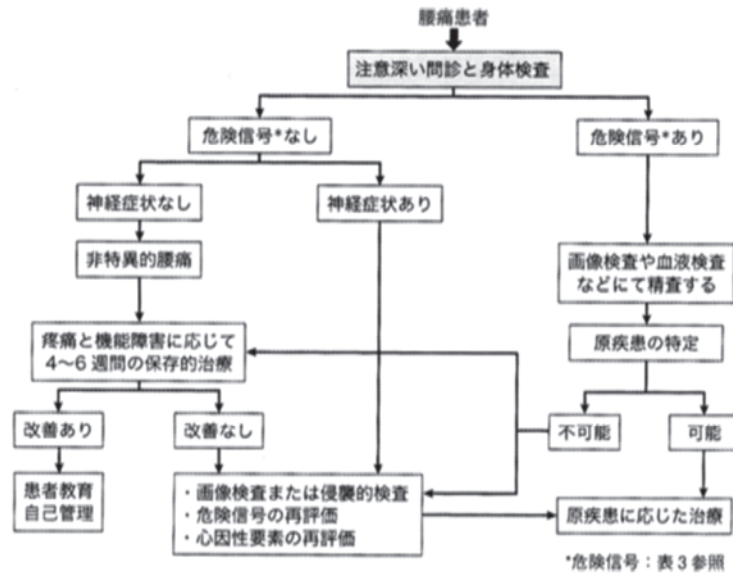 腰痛患者
注意深い問診と身体検査
危険信号*なし
危険信号*あり
神経症状なし
神経症状あり
非特異的腰痛
画像検査や血液検査
などにて精査する
疼痛と機能障害に応じて
4〜6週間の保存的治療
原疾患の特定
改善あり
改善なし
不可能
可能
患者教育
自己管理
・画像検査または侵襲的検査
・危険信号の再評価
・心因性要素の再評価
原疾患に応じた治療
*危険信号：表3参照